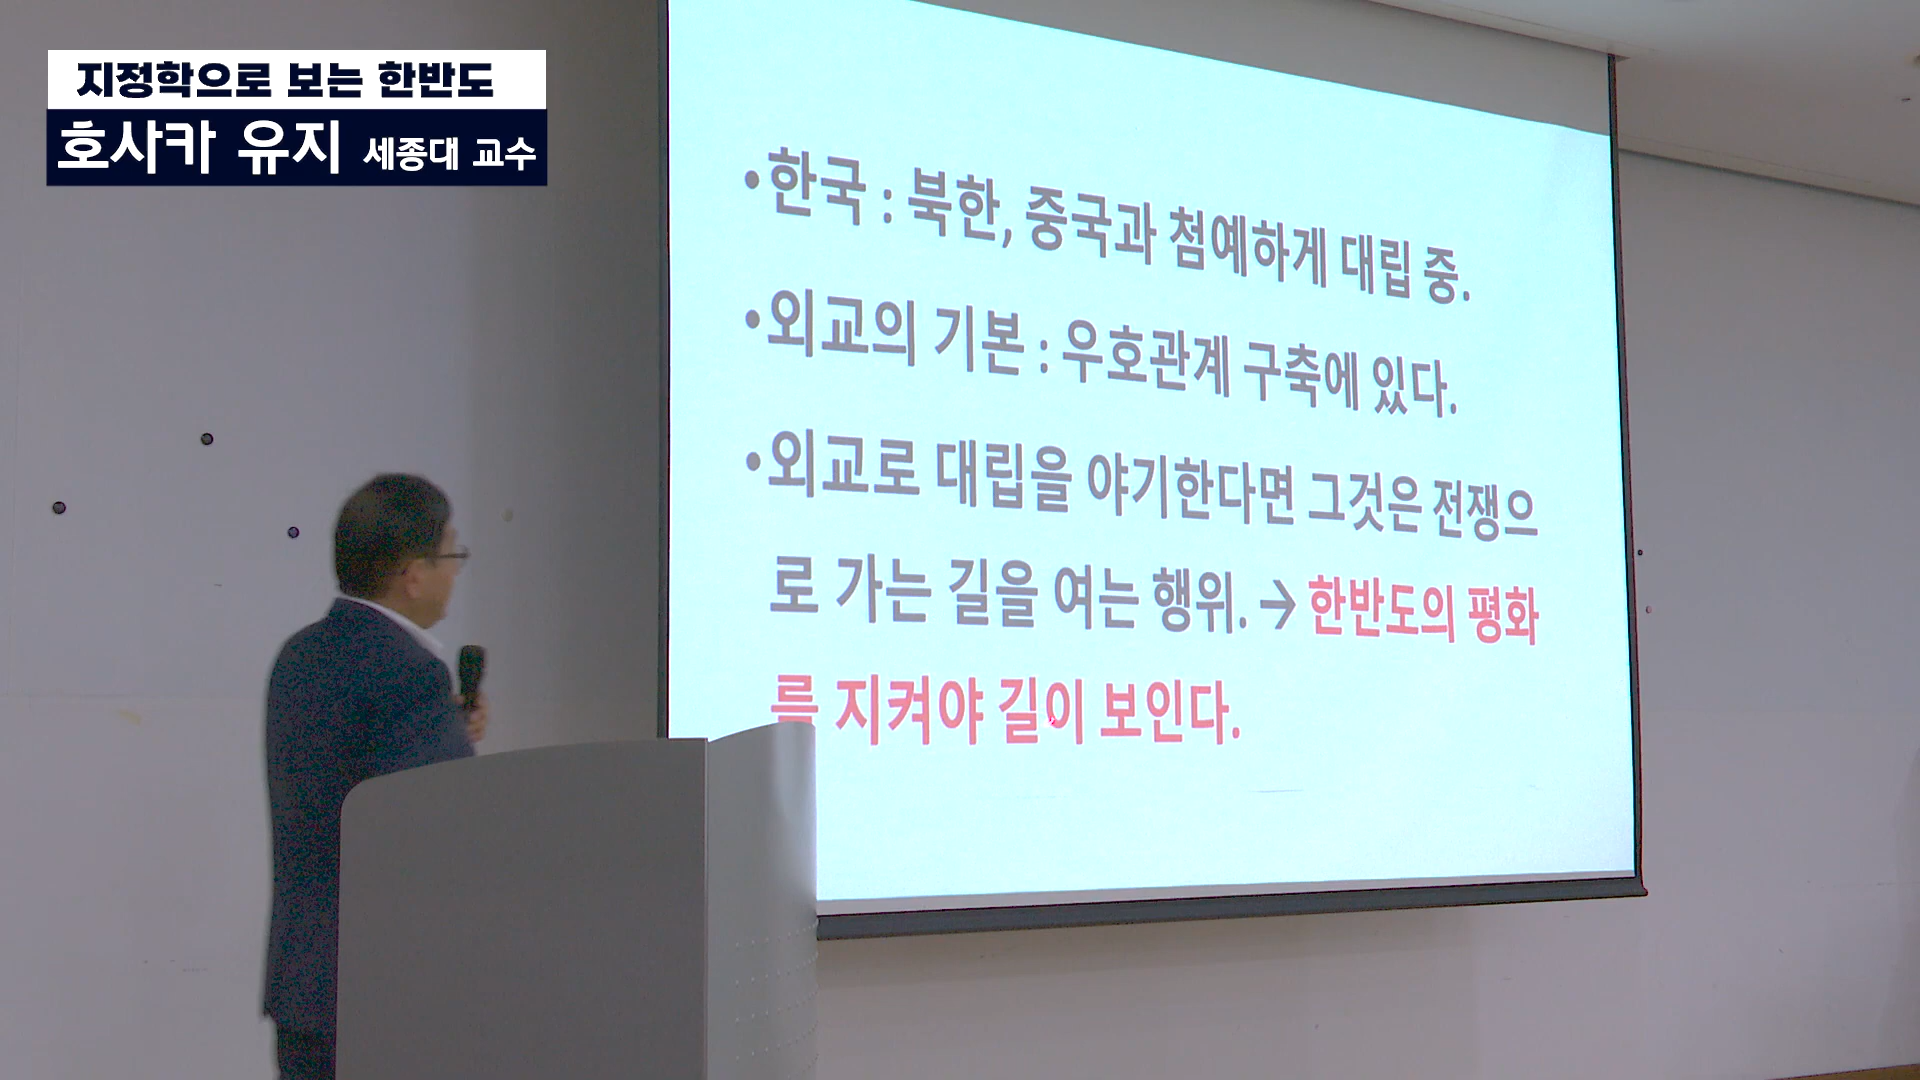 지정학으로 보는 한반도
호사카 유지 세종대 교수
•한국 : 북한, 중국과 첨예하게 대립 중.
•외교의 기본 : 우호관계 구축에 있다.
•외교로 대립을 야기한다면 그것은 전쟁으
로 가는 길을 여는 행위. → 한반도의 평화
를 지켜야 길이 보인다.